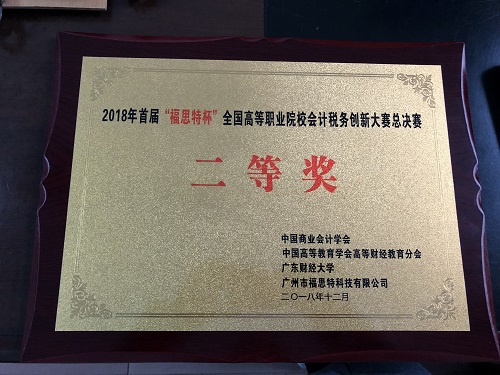 2018年首届“福思特杯”全国高等职业院校会计税务创新大赛总决赛
二等奖
中国商业会计学会
中国高等教育学会高等财经教育分会
广东财经大学
广州市福思特科技有限公司
二〇一八年十二月